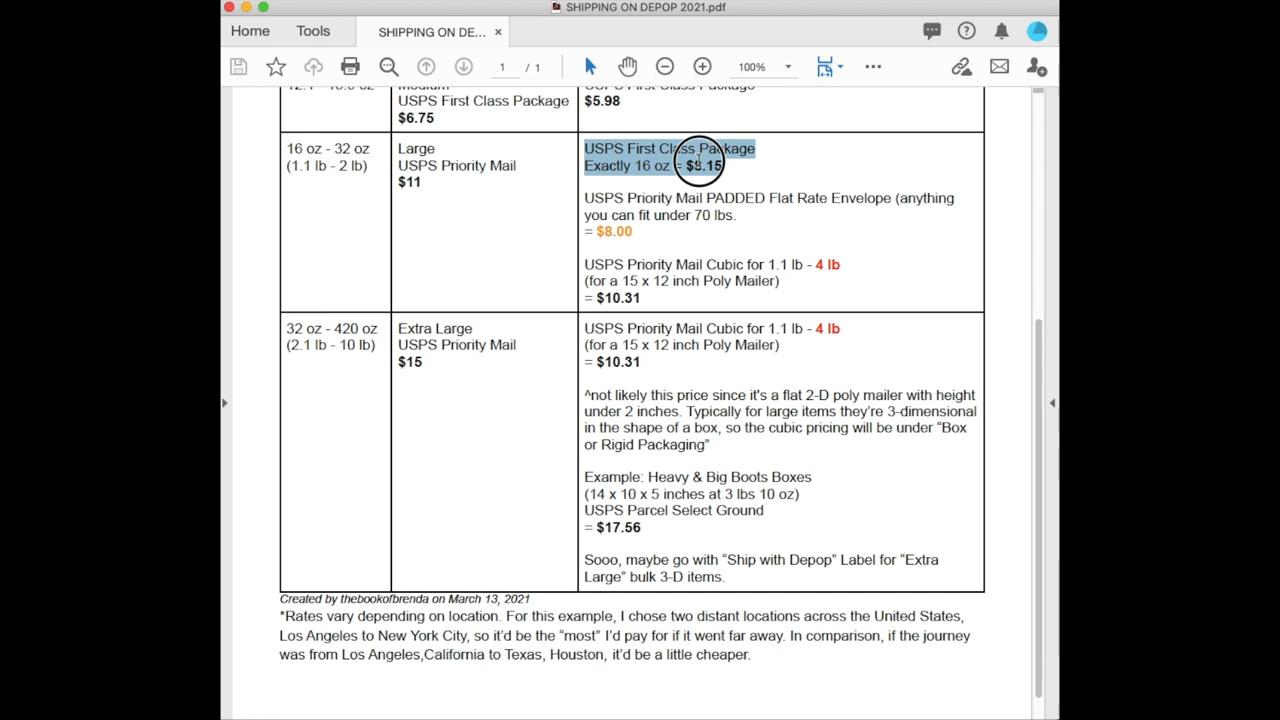 SHIPPING ON DEPOP 2021.pdf
Home
Tools
SHIPPING ON DE... ×
1 / 1
100%
USPS First Class Package
$6.75
$5.98
16 oz - 32 oz
(1.1 lb - 2 lb)
Large
USPS Priority Mail
$11
USPS First Class Package
Exactly 16 oz = $8.15
USPS Priority Mail PADDED Flat Rate Envelope (anything
you can fit under 70 lbs.
= $8.00
USPS Priority Mail Cubic for 1.1 lb - 4 lb
(for a 15 x 12 inch Poly Mailer)
= $10.31
32 oz - 420 oz
(2.1 lb - 10 lb)
Extra Large
USPS Priority Mail
$15
USPS Priority Mail Cubic for 1.1 lb - 4 lb
(for a 15 x 12 inch Poly Mailer)
= $10.31
^not likely this price since it's a flat 2-D poly mailer with height
under 2 inches. Typically for large items they're 3-dimensional
in the shape of a box, so the cubic pricing will be under “Box
or Rigid Packaging”
Example: Heavy & Big Boots Boxes
(14 x 10 x 5 inches at 3 lbs 10 oz)
USPS Parcel Select Ground
= $17.56
Sooo, maybe go with “Ship with Depop” Label for “Extra
Large” bulk 3-D items.
Created by thebookofbrenda on March 13, 2021
*Rates vary depending on location. For this example, I chose two distant locations across the United States,
Los Angeles to New York City, so it'd be the “most” I'd pay for if it went far away. In comparison, if the journey
was from Los Angeles,California to Texas, Houston, it'd be a little cheaper.